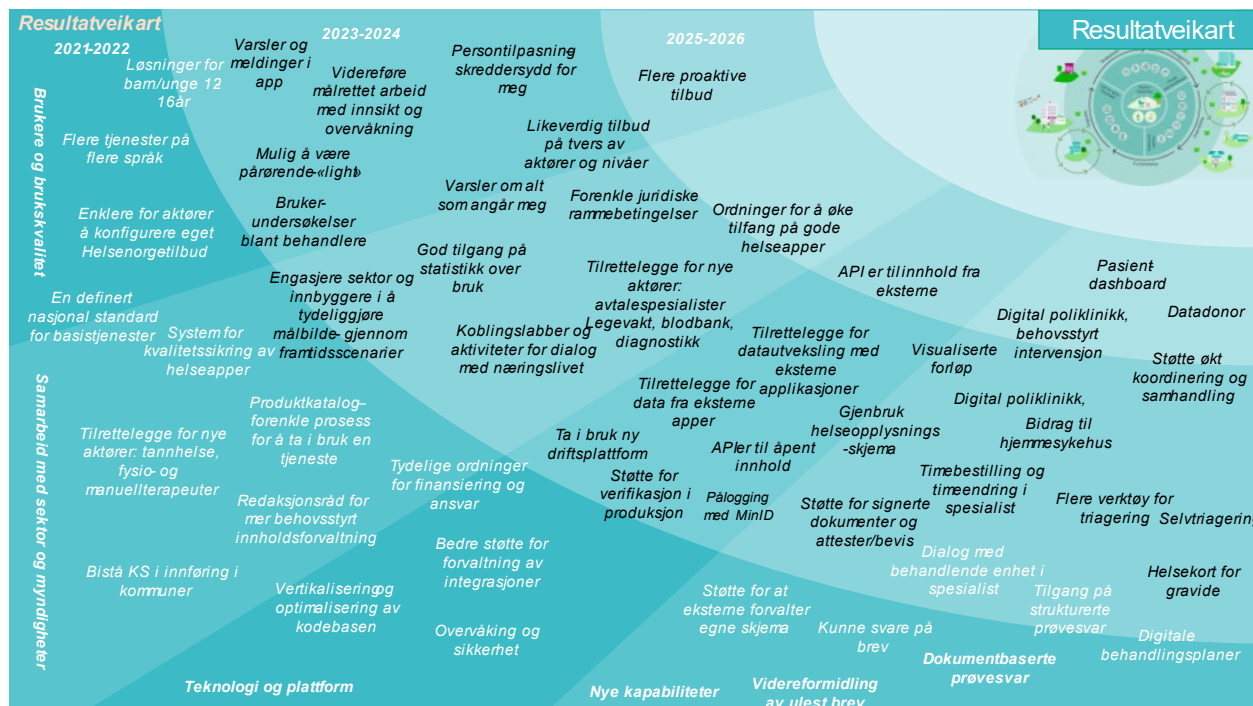 Resultatveikart
2021-2022
2023-2024
2025-2026
Resultatveikart
Brukere og brukskvalitet
Løsninger for
barn/unge 12
16år
Varsler og
meldinger i
app
Videreføre
målrettet arbeid
med innsikt og
overvåkning
Persontilpasning-
skreddersydd for
meg
Flere proaktive
tilbud
Flere tjenester på
flere språk
Mulig å være
pårørende-«light»
Likeverdig tilbud
på tvers av
aktører og nivåer
Enklere for aktører
å konfigurere eget
Helsenorge-tilbud
Bruker-
undersøkelser
blant behandlere
Varsler om alt
som angår meg
Forenkle juridiske
rammebetingelser
Ordninger for å øke
tilfang på gode
helseapper
En definert
nasjonal standard
for basistjenester
System for
kvalitetssikring av
helseapper
Engasjere sektor og
innbyggere i å
tydeliggjøre
målbilde- gjennom
framtidsscenarier
God tilgang på
statistikk over
bruk
Koblingslabber og
aktiviteter for dialog
med næringslivet
Tilrettelegge for nye
aktører:
avtalespesialister
Legevakt, blodbank,
diagnostikk
API er til innhold fra
eksterne
Pasient-
dashboard
Datadonor
Digital poliklinikk,
behovsstyrt
intervensjon
Tilrettelegge for
datautveksling med
eksterne
applikasjoner
Visualiserte
forløp
Støtte økt
koordinering og
samhandling
Samarbeid med sektor og myndigheter
Tilrettelegge for nye
aktører: tannhelse,
fysio- og
manuellterapeuter
Produktkatalog–
forenkle prosess
for å ta i bruk en
tjeneste
Tilrettelegge for
data fra eksterne
apper
Gjenbruk
helseopplysnings
-skjema
Digital poliklinikk,
Bidrag til
hjemmesykehus
Ta i bruk ny
driftsplattform
APIer til åpent
innhold
Tydelige ordninger
for finansiering og
ansvar
Redaksjonsråd for
mer behovsstyrt
innholdsforvaltning
Støtte for
verifikasjon i
produksjon
Pålogging
med MinID
Støtte for signerte
dokumenter og
attester/bevis
Timebestilling og
timeendring i
spesialist
Flere verktøy for
triagering
Selvtriagering
Bistå KS i innføring i
kommuner
Vertikalisering og
optimalisering av
kodebasen
Bedre støtte for
forvaltning av
integrasjoner
Dialog med
behandlende enhet i
spesialist
Helsekort for
gravide
Overvåking og
sikkerhet
Støtte for at
eksterne forvalter
egne skjema
Kunne svare på
brev
Tilgang på
strukturerte
prøvesvar
Digitale
behandlingsplaner
Teknologi og plattform
Nye kapabiliteter
Videreformidling
av ulest brev
Dokumentbaserte
prøvesvar